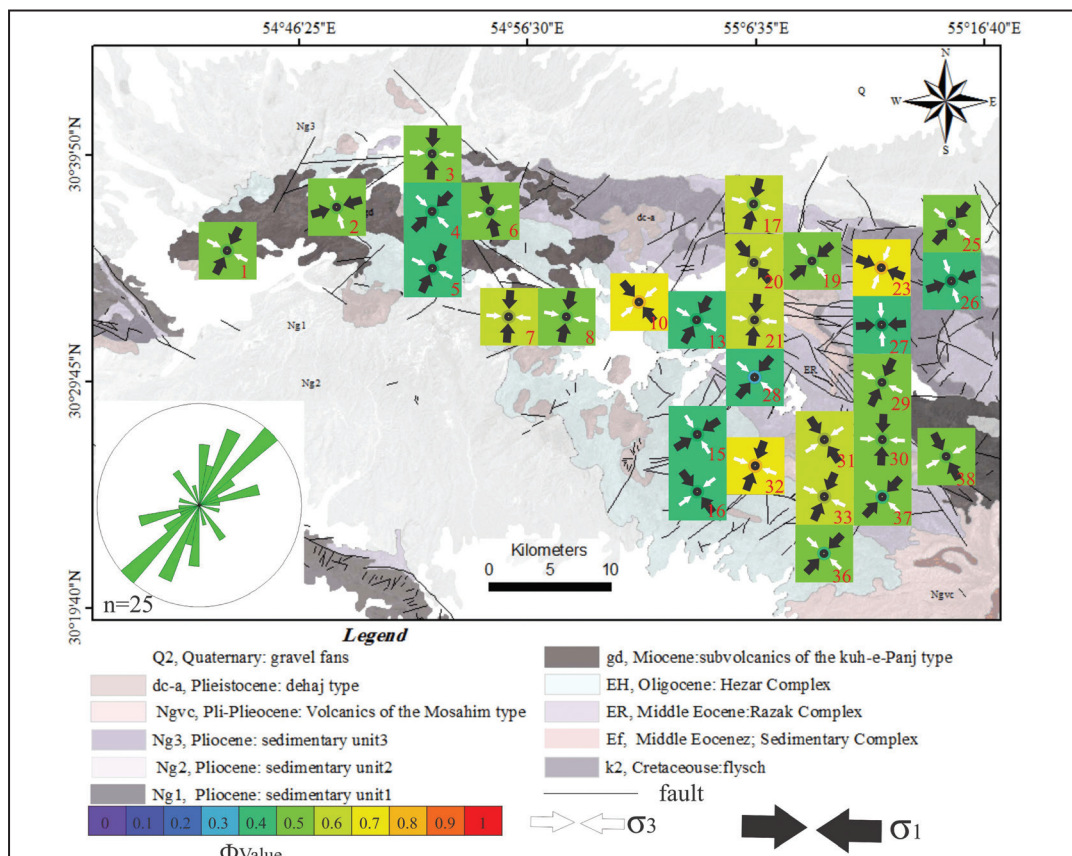 54°46'25"E 54°56'30"E 55°6'35"E 55°16'40"E
N
W E
S
Q
30°39'50"N
Ng3
3
17
25
dc-a
2
4
6
1
5
20
19
23
26
10
7
8
13
21
27
Ng1
30°29'45"N
Ng2
28
ER
29
15
31
30
38
32
16
33
37
36
Kilometers
0 5 10
n=25
30°19'40"N
Ngvc
Legend
Q2, Quaternary: gravel fans
dc-a, Plieistocene: dehaj type
Ngvc, Pli-Plieocene: Volcanics of the Mosahim type
Ng3, Pliocene: sedimentary unit3
Ng2, Pliocene: sedimentary unit2
Ng1, Pliocene: sedimentary unit1
gd, Miocene:subvolcanics of the kuh-e-Panj type
EH, Oligocene: Hezar Complex
ER, Middle Eocene:Razak Complex
Ef, Middle Eocenez; Sedimentary Complex
k2, Cretaceouse:flysch
fault
0 0.1 0.2 0.3 0.4 0.5 0.6 0.7 0.8 0.9 1
ΦValue
σ3
σ1